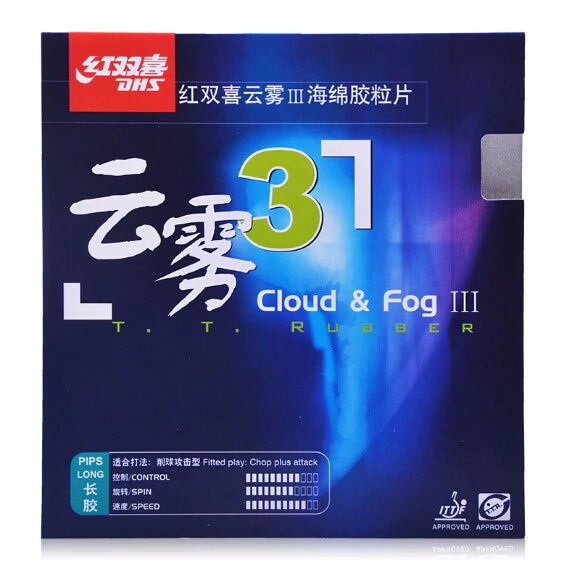 红双喜
DHS
红双喜云雾III海绵胶粒片
云雾 3
Cloud & Fog III
T. T. RUBBER
PIPS LONG 长胶
适合打法：削球攻击型 Fitted play: Chop plus attack
控制/CONTROL
旋转/SPIN
速度/SPEED
ITTF APPROVED
APPROVED